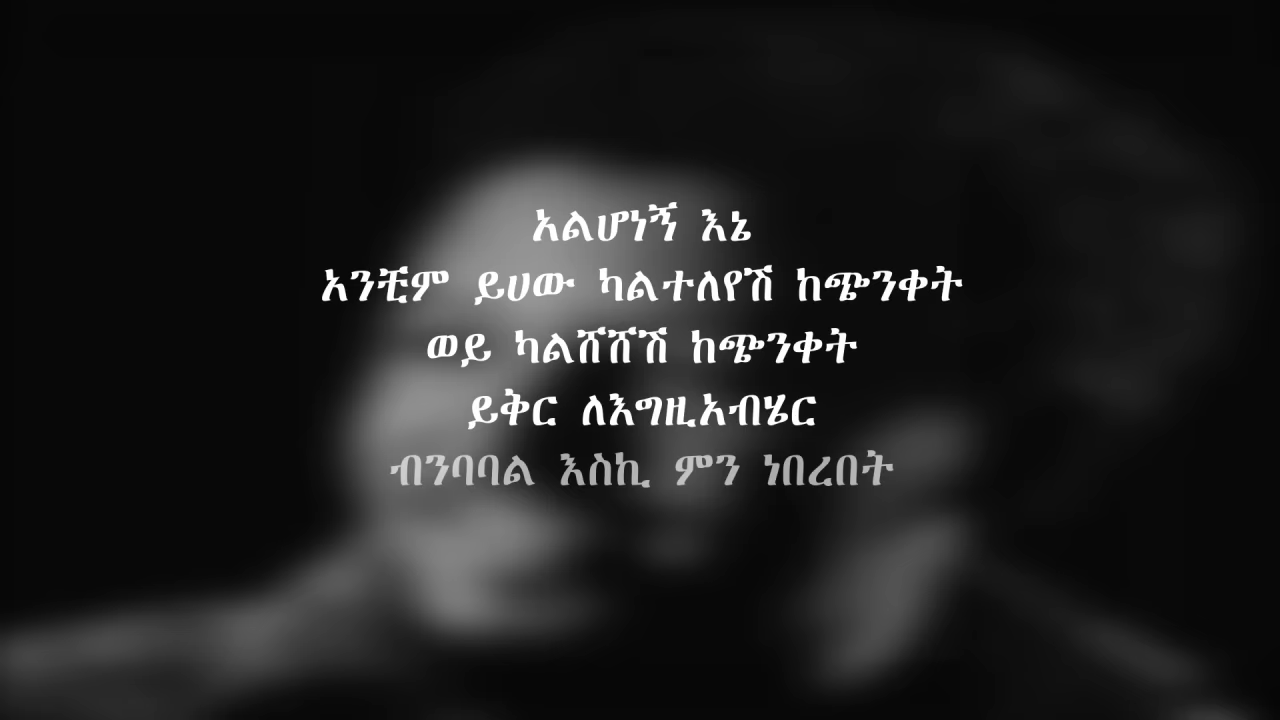 አልሆነኝ እኔ
አንቺም ይሀው ካልተለየሽ ከጭንቀት
ወይ ካልሸሸሽ ከጭንቀት
ይቅር ለእግዚአብሄር
ብንባባል እስኪ ምን ነበረበት